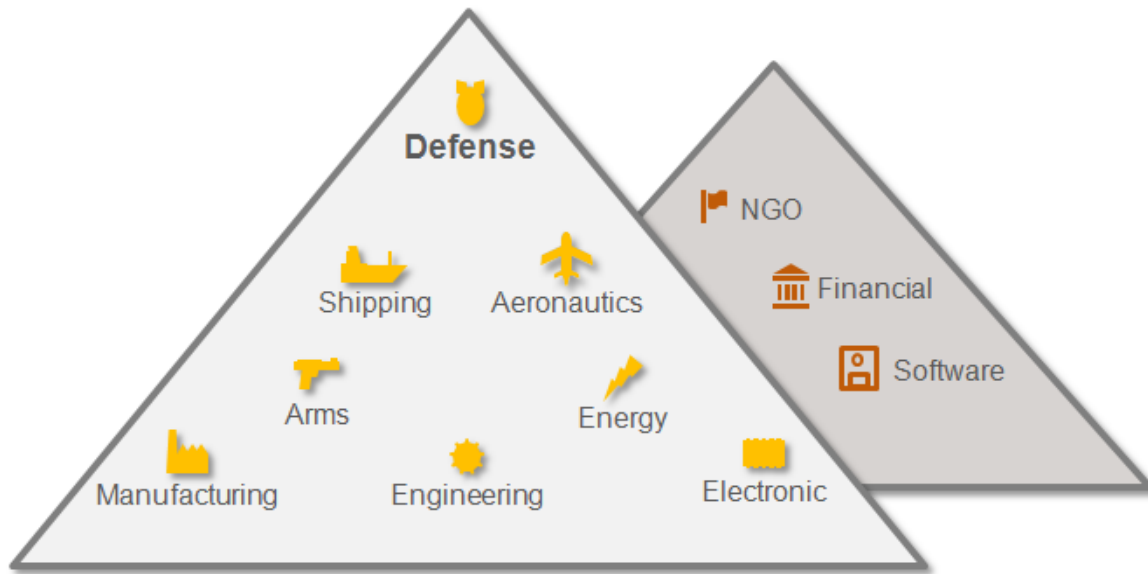 Defense
NGO
Shipping
Aeronautics
Financial
Arms
Energy
Software
Manufacturing
Engineering
Electronic